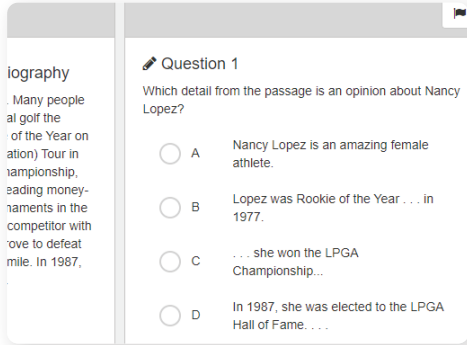 iography
. Many people
al golf the
of the Year on
ation) Tour in
hampionship,
eading money-
naments in the
competitor with
rove to defeat
mile. In 1987,
Question 1
Which detail from the passage is an opinion about Nancy
Lopez?
A Nancy Lopez is an amazing female
athlete.
B Lopez was Rookie of the Year . . . in
1977.
C . . . she won the LPGA
Championship...
D In 1987, she was elected to the LPGA
Hall of Fame. . . .